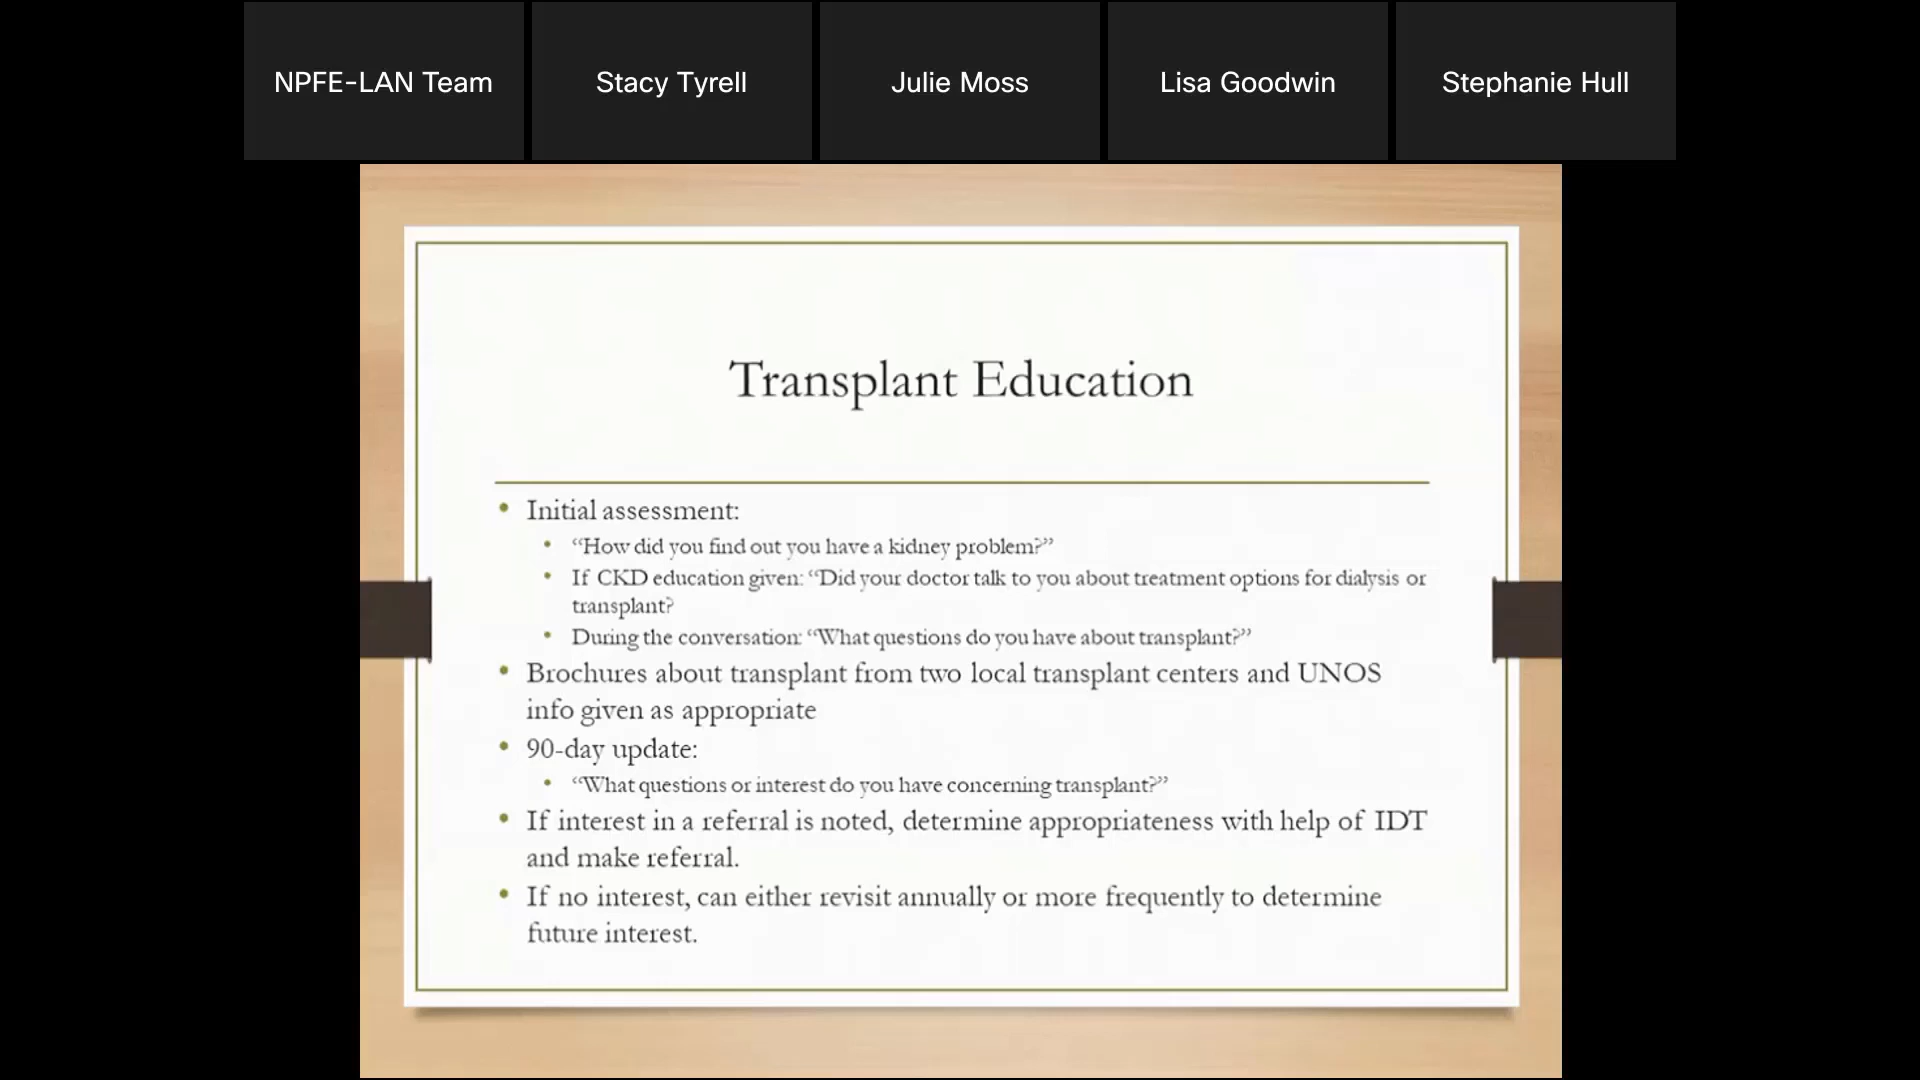 NPFE-LAN Team
Stacy Tyrell
Julie Moss
Lisa Goodwin
Stephanie Hull
Transplant Education
• Initial assessment:
• “How did you find out you have a kidney problem?”
• If CKD education given: “Did your doctor talk to you about treatment options for dialysis or
transplant?
• During the conversation: “What questions do you have about transplant?”
• Brochures about transplant from two local transplant centers and UNOS
info given as appropriate
• 90-day update:
• “What questions or interest do you have concerning transplant?”
• If interest in a referral is noted, determine appropriateness with help of IDT
and make referral.
• If no interest, can either revisit annually or more frequently to determine
future interest.